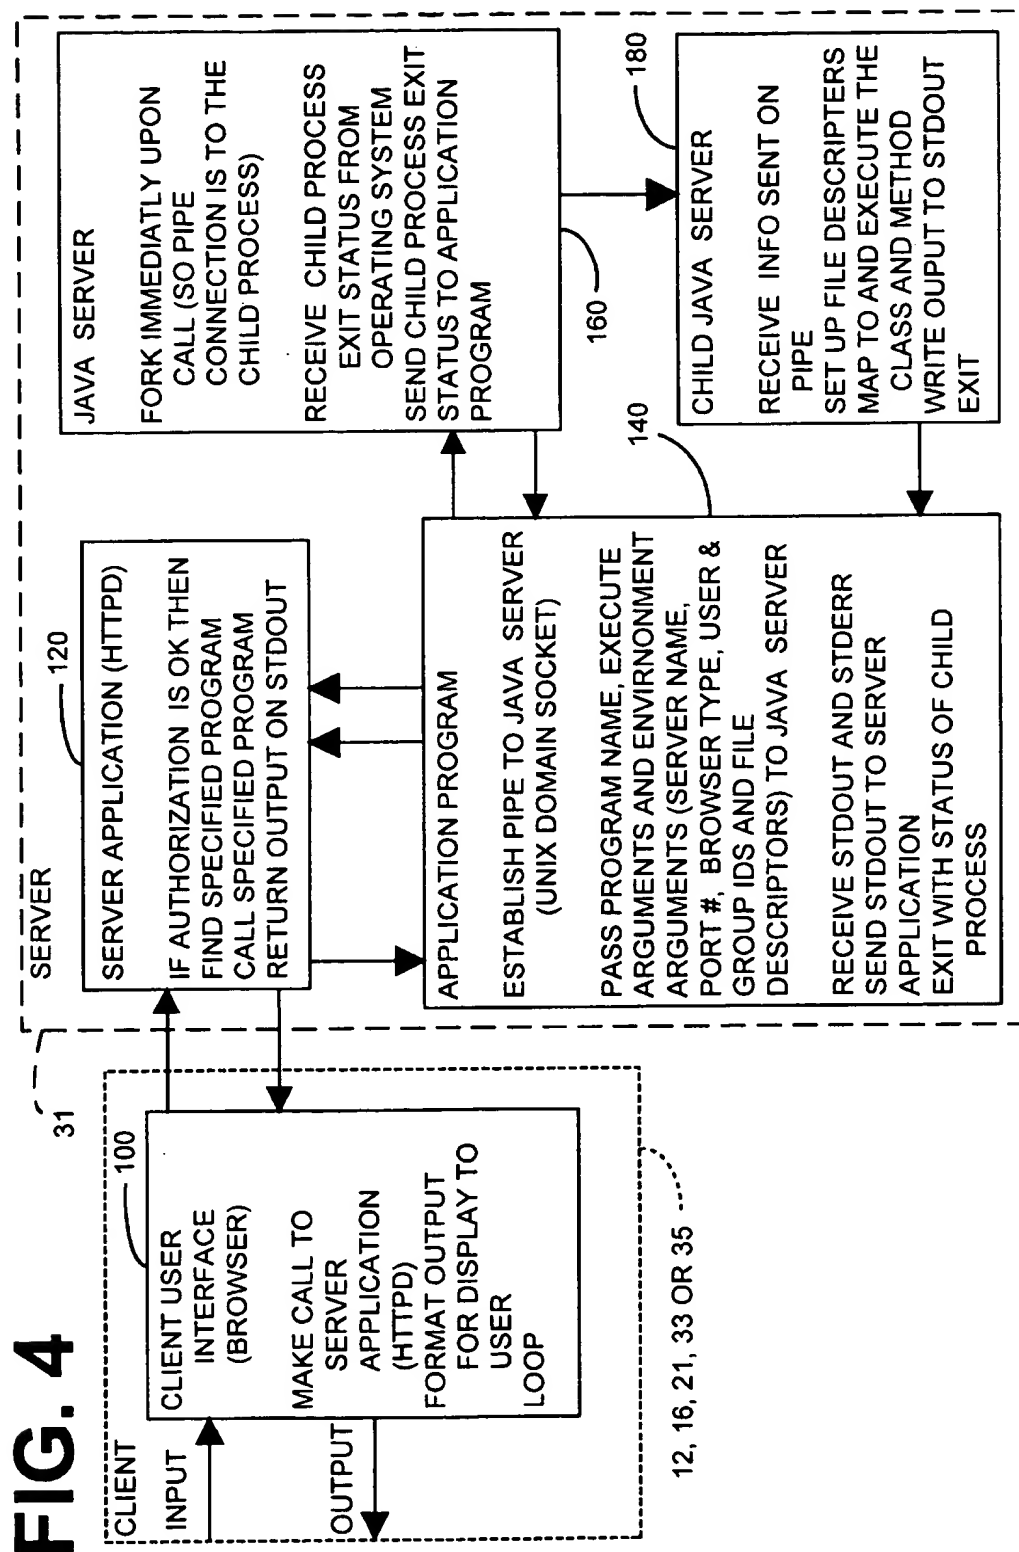 FIG. 4
CLIENT
INPUT
OUTPUT
100
CLIENT USER
INTERFACE
(BROWSER)
MAKE CALL TO
SERVER
APPLICATION
(HTTPD)
FORMAT OUTPUT
FOR DISPLAY TO
USER
LOOP
12, 16, 21, 33 OR 35
31
SERVER
120
SERVER APPLICATION (HTTPD)
IF AUTHORIZATION IS OK THEN
FIND SPECIFIED PROGRAM
CALL SPECIFIED PROGRAM
RETURN OUTPUT ON STDOUT
140
APPLICATION PROGRAM
ESTABLISH PIPE TO JAVA SERVER
(UNIX DOMAIN SOCKET)
PASS PROGRAM NAME, EXECUTE
ARGUMENTS AND ENVIRNONMENT
ARGUMENTS (SERVER NAME,
PORT #, BROWSER TYPE, USER &
GROUP IDS AND FILE
DESCRIPTORS) TO JAVA SERVER
RECEIVE STDOUT AND STDERR
SEND STDOUT TO SERVER
APPLICATION
EXIT WITH STATUS OF CHILD
PROCESS
JAVA SERVER
FORK IMMEDIATLY UPON
CALL (SO PIPE
CONNECTION IS TO THE
CHILD PROCESS)
RECEIVE CHILD PROCESS
EXIT STATUS FROM
OPERATING SYSTEM
SEND CHILD PROCESS EXIT
STATUS TO APPLICATION
PROGRAM
160
180
CHILD JAVA SERVER
RECEIVE INFO SENT ON
PIPE
SET UP FILE DESCRIPTERS
MAP TO AND EXECUTE THE
CLASS AND METHOD
WRITE OUPUT TO STDOUT
EXIT